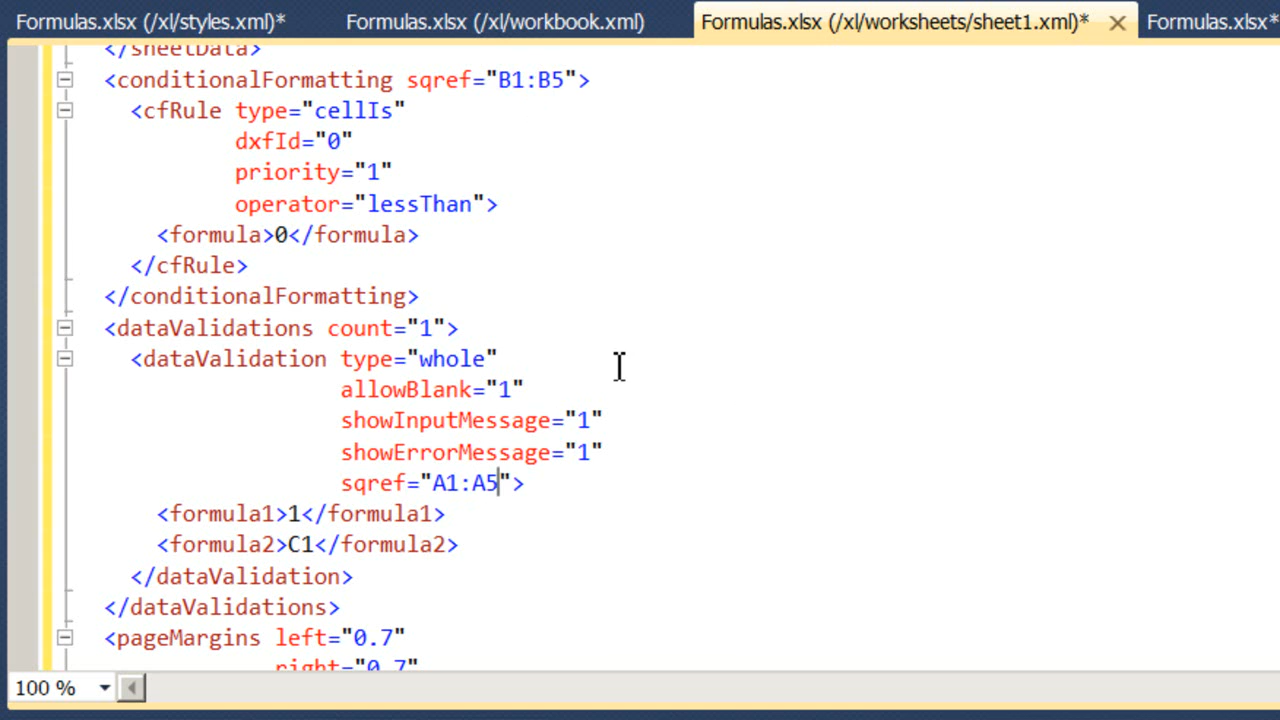 Formulas.xlsx (/xl/styles.xml)* Formulas.xlsx (/xl/workbook.xml) Formulas.xlsx (/xl/worksheets/sheet1.xml)* Formulas.xlsx*
</sheetData>
<conditionalFormatting sqref="B1:B5">
<cfRule type="cellIs"
dxfId="0"
priority="1"
operator="lessThan">
<formula>0</formula>
</cfRule>
</conditionalFormatting>
<dataValidations count="1">
<dataValidation type="whole"
allowBlank="1"
showInputMessage="1"
showErrorMessage="1"
sqref="A1:A5">
<formula1>1</formula1>
<formula2>C1</formula2>
</dataValidation>
</dataValidations>
<pageMargins left="0.7"
right="0.7"
100 %